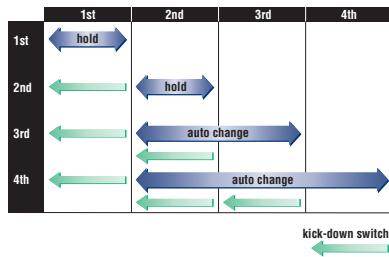 1st 2nd 3rd 4th
1st hold
2nd hold
3rd auto change
4th auto change
kick-down switch